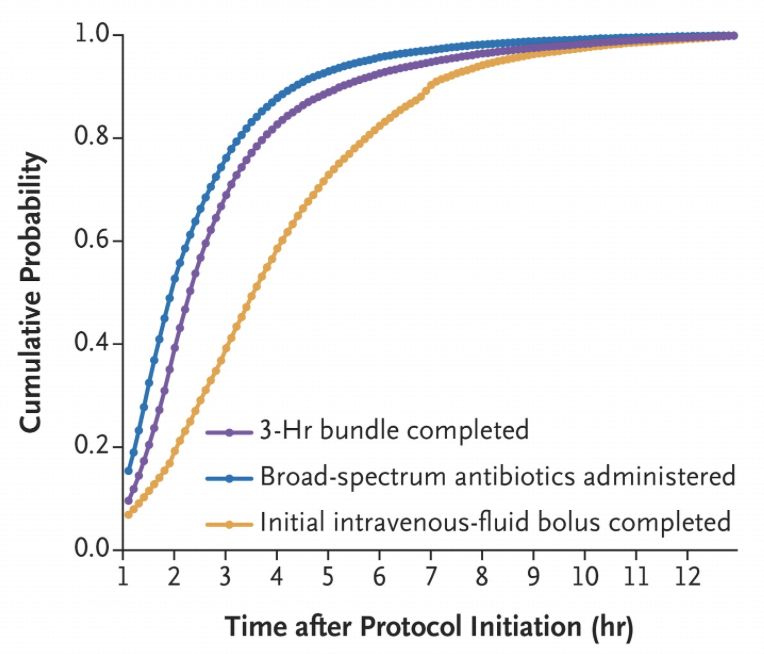 1.0
0.8
0.6
0.4
0.2
0.0
Cumulative Probability
3-Hr bundle completed
Broad-spectrum antibiotics administered
Initial intravenous-fluid bolus completed
1 2 3 4 5 6 7 8 9 10 11 12
Time after Protocol Initiation (hr)